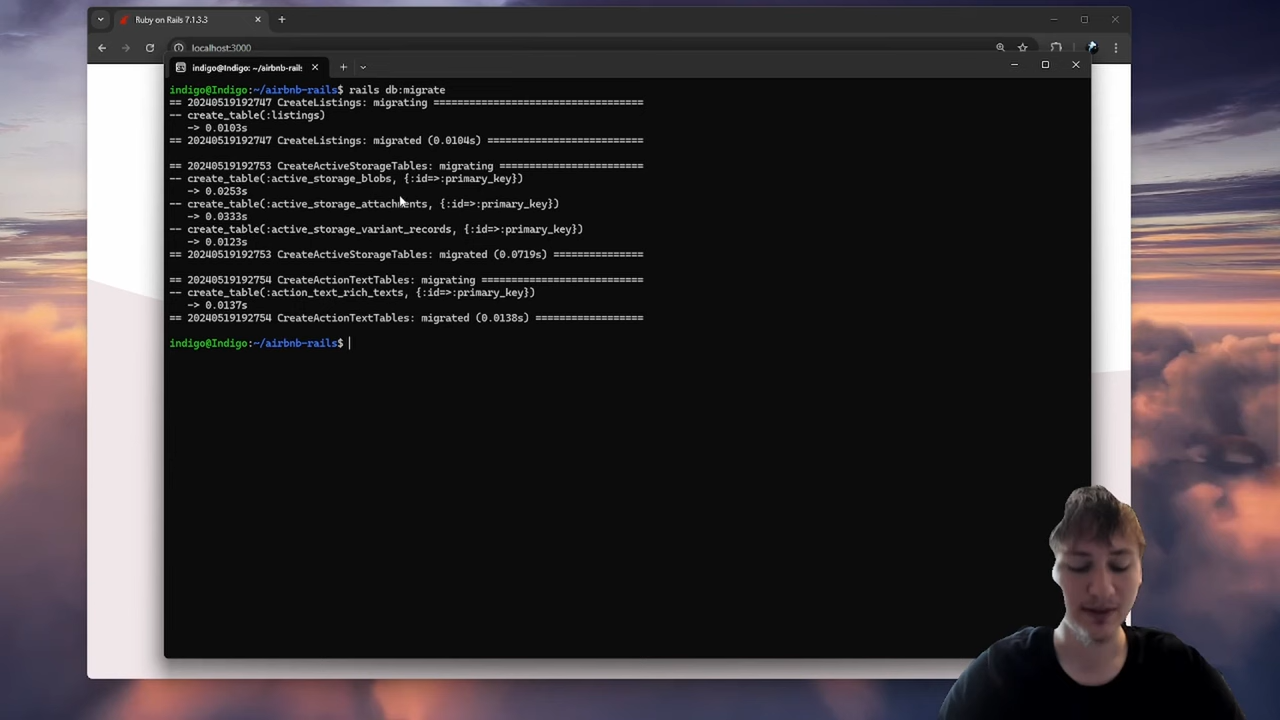 Ruby on Rails 7.1.3.3
localhost:3000
indigo@Indigo: ~/airbnb-rails
indigo@Indigo:~/airbnb-rails$ rails db:migrate
== 20240519192747 CreateListings: migrating ===================================
-- create_table(:listings)
   -> 0.0103s
== 20240519192747 CreateListings: migrated (0.0104s) ==========================

== 20240519192753 CreateActiveStorageTables: migrating ========================
-- create_table(:active_storage_blobs, {:id=>:primary_key})
   -> 0.0253s
-- create_table(:active_storage_attachments, {:id=>:primary_key})
   -> 0.0333s
-- create_table(:active_storage_variant_records, {:id=>:primary_key})
   -> 0.0123s
== 20240519192753 CreateActiveStorageTables: migrated (0.0719s) ===============

== 20240519192754 CreateActionTextTables: migrating ===========================
-- create_table(:action_text_rich_texts, {:id=>:primary_key})
   -> 0.0137s
== 20240519192754 CreateActionTextTables: migrated (0.0138s) ==================

indigo@Indigo:~/airbnb-rails$